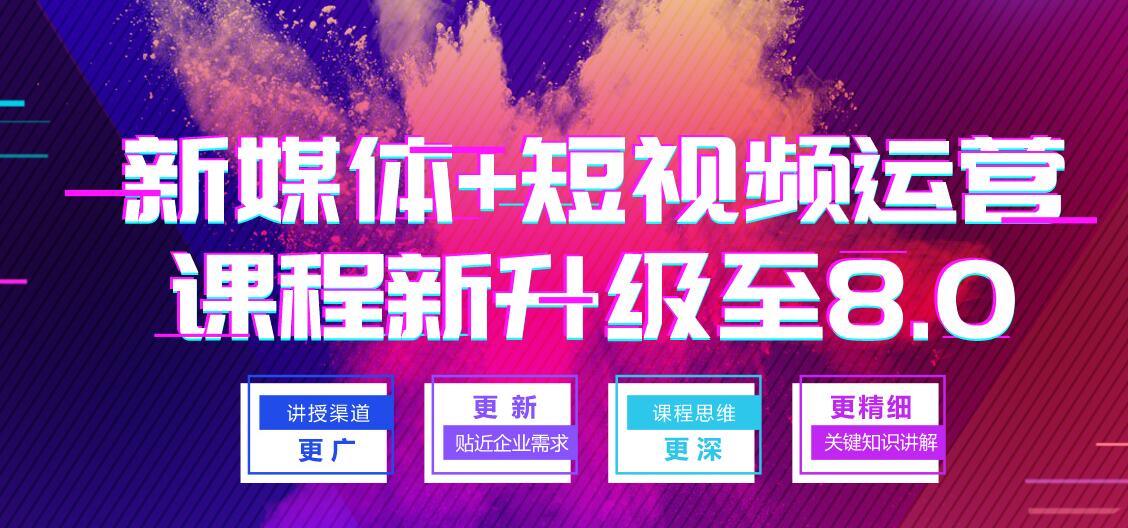 新媒体+短视频运营
课程新升级至8.0
讲授渠道
更广
更新
贴近企业需求
课程思维
更深
更精细
关键知识讲解